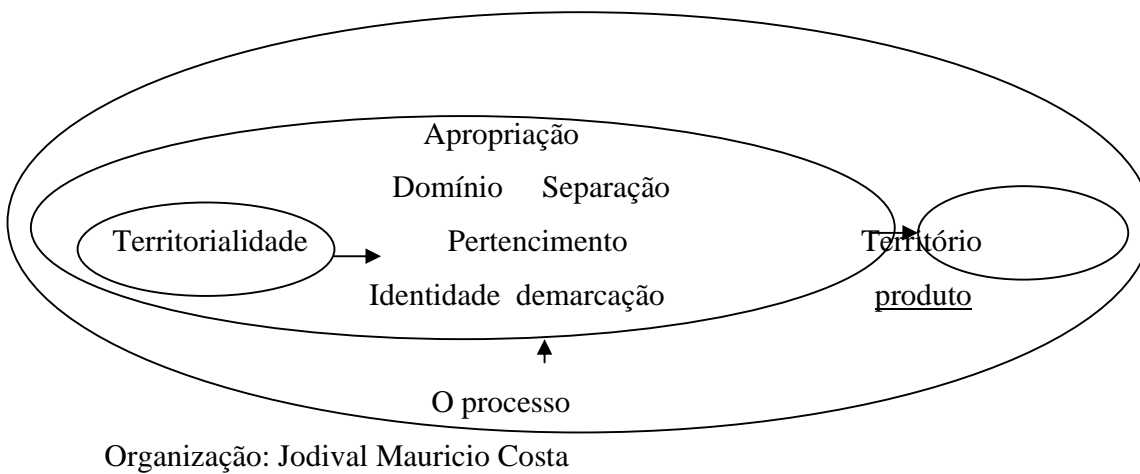 Apropriação
Domínio Separação
Territorialidade Pertencimento Território
Identidade demarcação produto
O processo
Organização: Jodival Mauricio Costa